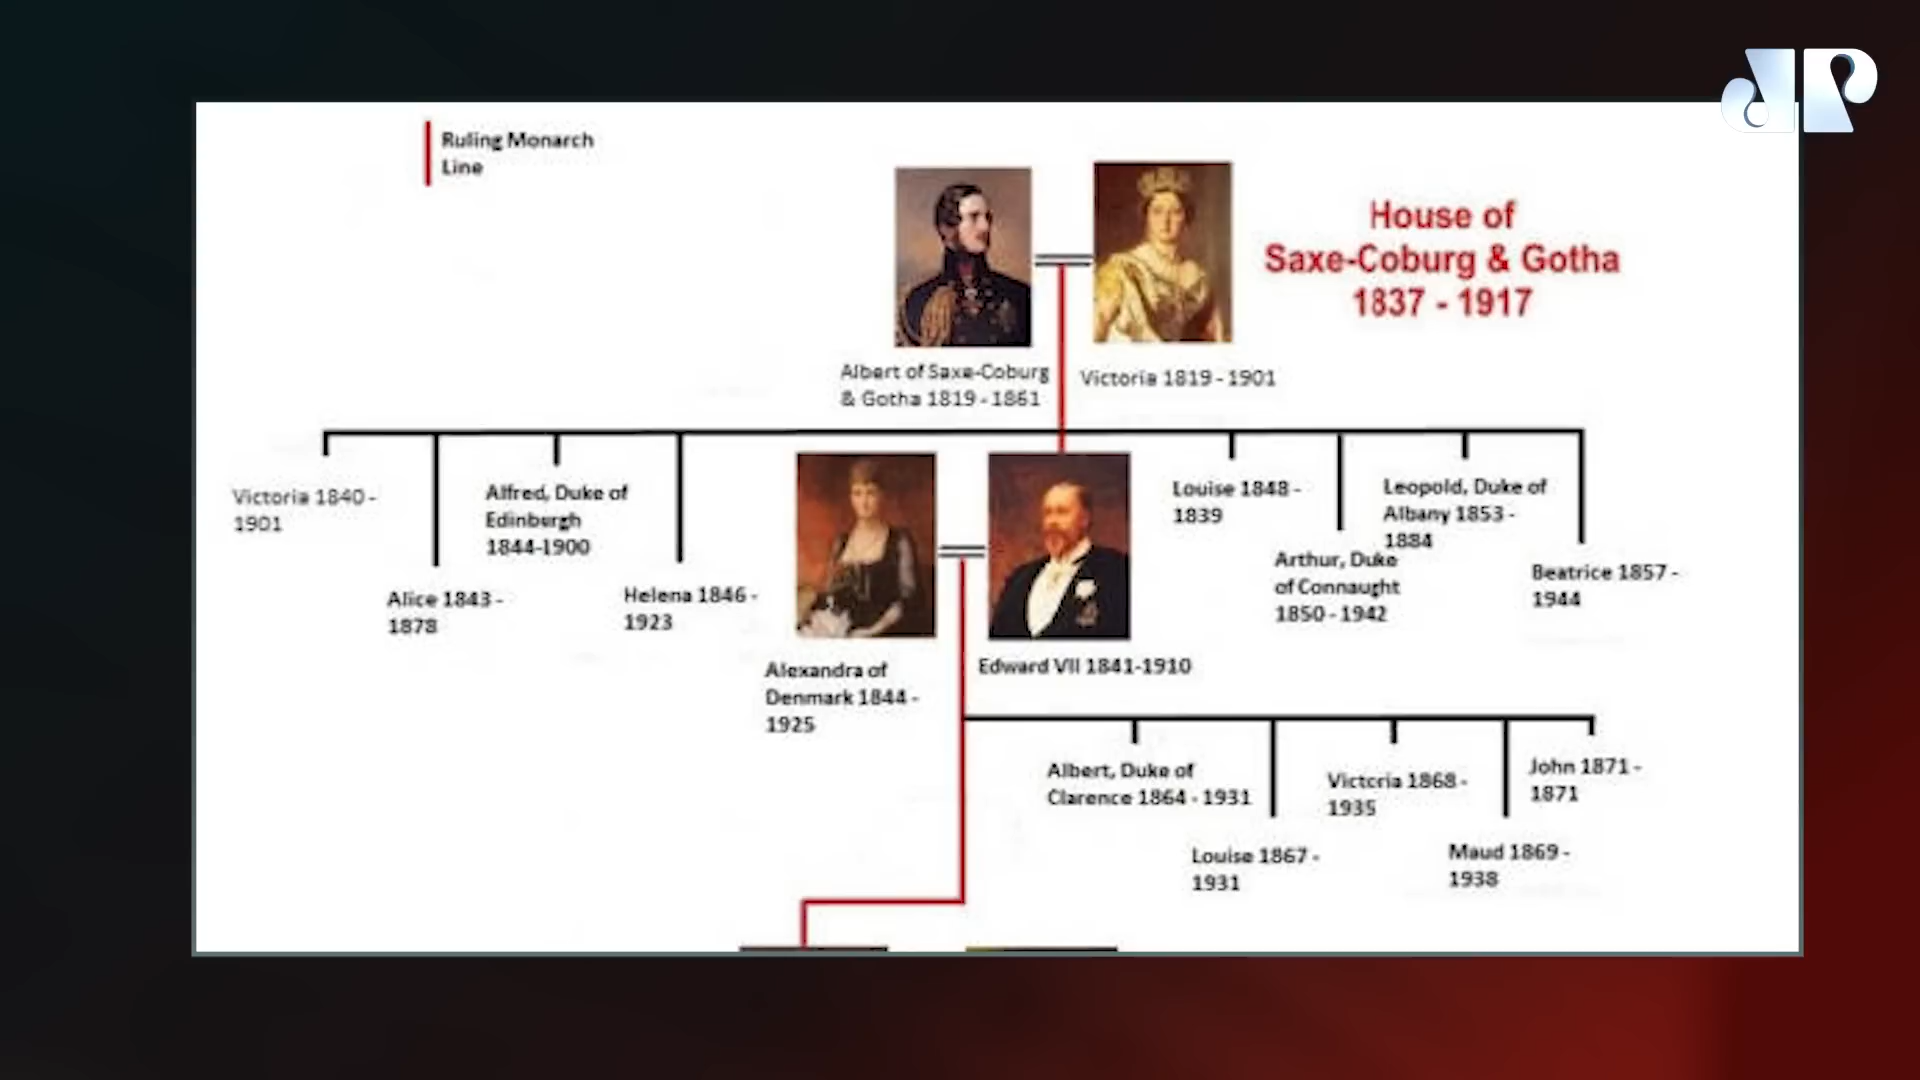 JP
Ruling Monarch
Line
House of
Saxe-Coburg & Gotha
1837 - 1917
Albert of Saxe-Coburg
& Gotha 1819 - 1861
Victoria 1819 - 1901
Victoria 1840 -
1901
Alice 1843 -
1878
Alfred, Duke of
Edinburgh
1844-1900
Helena 1846 -
1923
Alexandra of
Denmark 1844 -
1925
Edward VII 1841-1910
Louise 1848 -
1839
Arthur, Duke
of Connaught
1850 - 1942
Leopold, Duke of
Albany 1853 -
1884
Beatrice 1857 -
1944
Albert, Duke of
Clarence 1864 - 1931
Louise 1867 -
1931
Victoria 1868 -
1935
Maud 1869 -
1938
John 1871 -
1871